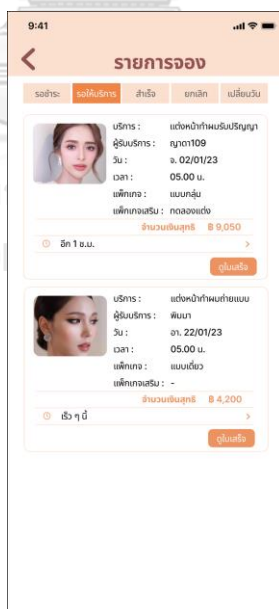 9:41
รายการจอง
รอชำระ รอให้บริการ สำเร็จ ยกเลิก เปลี่ยนวัน
บริการ : แต่งหน้าทำผมรับปริญญา
ผู้รับบริการ : ญาดา109
วัน : จ. 02/01/23
เวลา : 05.00 น.
แพ็กเกจ : แบบกลุ่ม
แพ็กเกจเสริม : ทดลองแต่ง
จำนวนเงินสุทธิ ฿ 9,050
อีก 1 ช.ม. >
ดูใบเสร็จ
บริการ : แต่งหน้าทำผมถ่ายแบบ
ผู้รับบริการ : พิมมา
วัน : อา. 22/01/23
เวลา : 05.00 น.
แพ็กเกจ : แบบเดี่ยว
แพ็กเกจเสริม : -
จำนวนเงินสุทธิ ฿ 4,200
เร็ว ๆ นี้ >
ดูใบเสร็จ